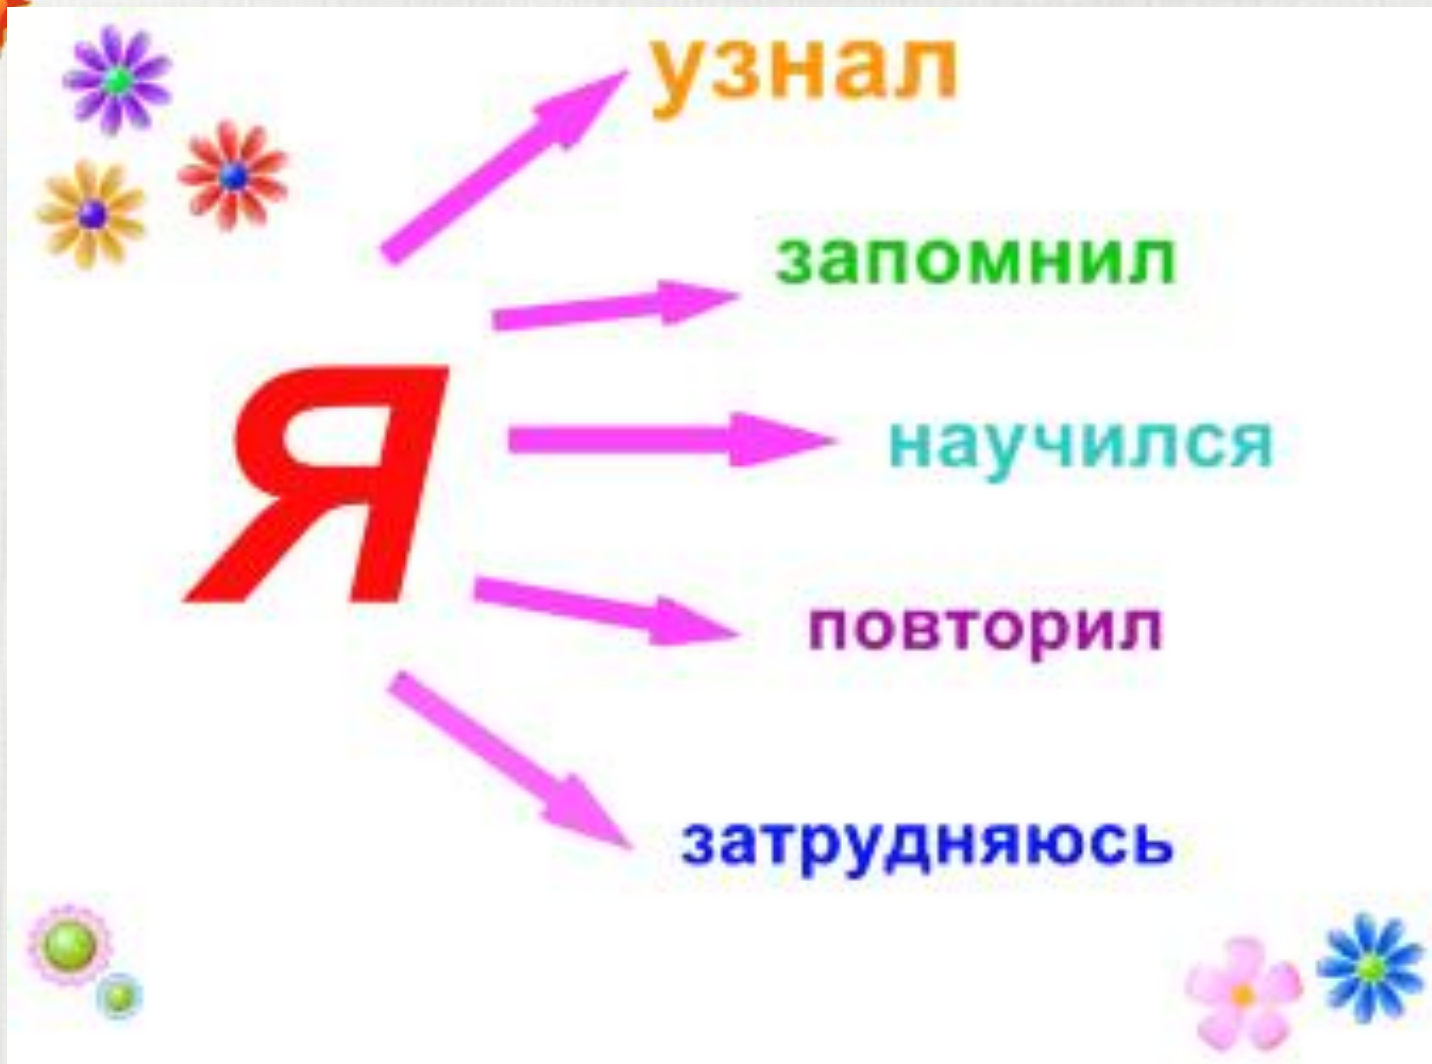 узнал
запомнил
Я
научился
повторил
затрудняюсь